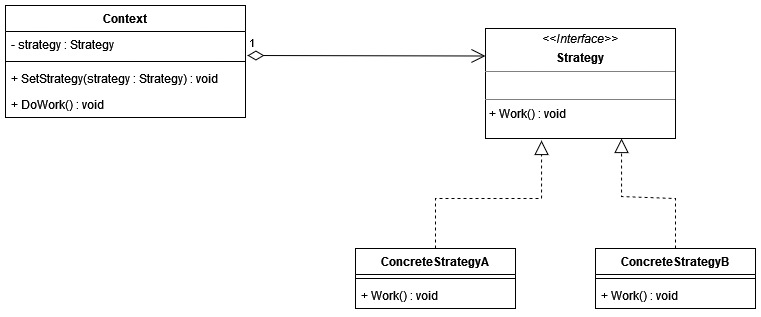 Context
- strategy : Strategy
+ SetStrategy(strategy : Strategy) : void
+ DoWork() : void
1
<<Interface>>
Strategy
+ Work() : void
ConcreteStrategyA
+ Work() : void
ConcreteStrategyB
+ Work() : void